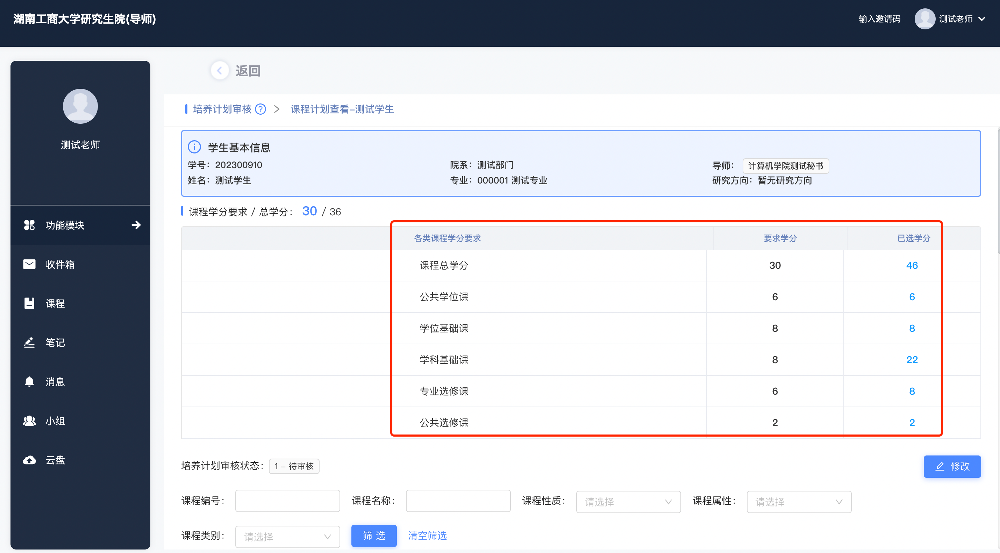 湖南工商大学研究生院(导师)
输入邀请码 测试老师
测试老师
功能模块
收件箱
课程
笔记
消息
小组
云盘
返回
培养计划审核 ? > 课程计划查看-测试学生
学生基本信息
学号：202300910 院系：测试部门 导师：计算机学院测试秘书
姓名：测试学生 专业：000001 测试专业 研究方向：暂无研究方向
课程学分要求 / 总学分：30 / 36
各类课程学分要求 要求学分 已选学分
课程总学分 30 46
公共学位课 6 6
学位基础课 8 8
学科基础课 8 22
专业选修课 6 8
公共选修课 2 2
培养计划审核状态：1 – 待审核 修改
课程编号： 课程名称： 课程性质：请选择 课程属性：请选择
课程类别：请选择 筛 选 清空筛选